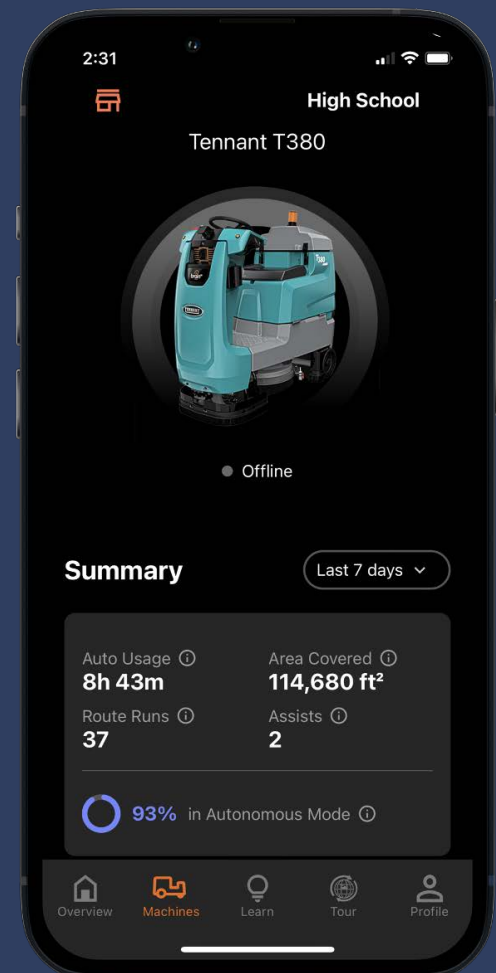 2:31
High School
Tennant T380
TENNANT
Offline
Summary
Last 7 days
Auto Usage
Area Covered
8h 43m
114,680 ft²
Route Runs
Assists
37
2
93% in Autonomous Mode
Overview
Machines
Learn
Tour
Profile